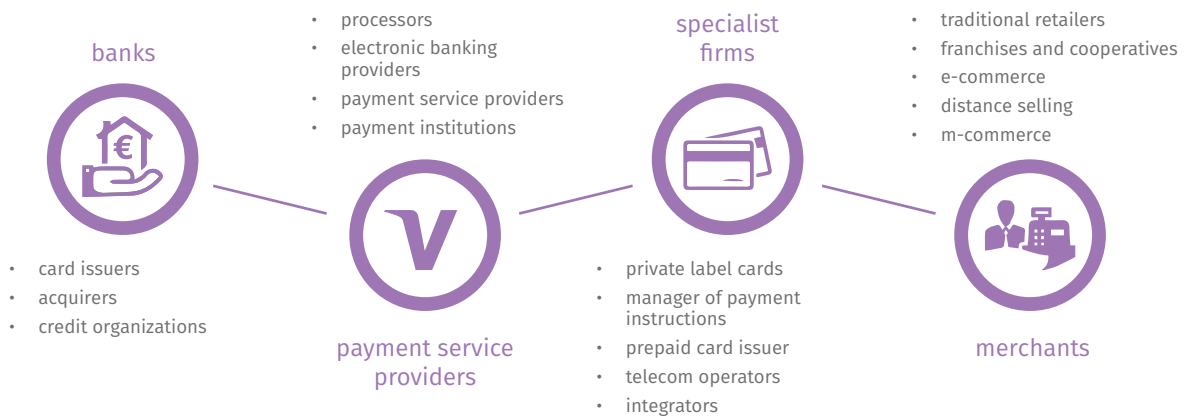 banks
• card issuers
• acquirers
• credit organizations
• processors
• electronic banking
providers
• payment service providers
• payment institutions
V
payment service
providers
specialist
firms
• private label cards
• manager of payment
instructions
• prepaid card issuer
• telecom operators
• integrators
• traditional retailers
• franchises and cooperatives
• e-commerce
• distance selling
• m-commerce
merchants
€